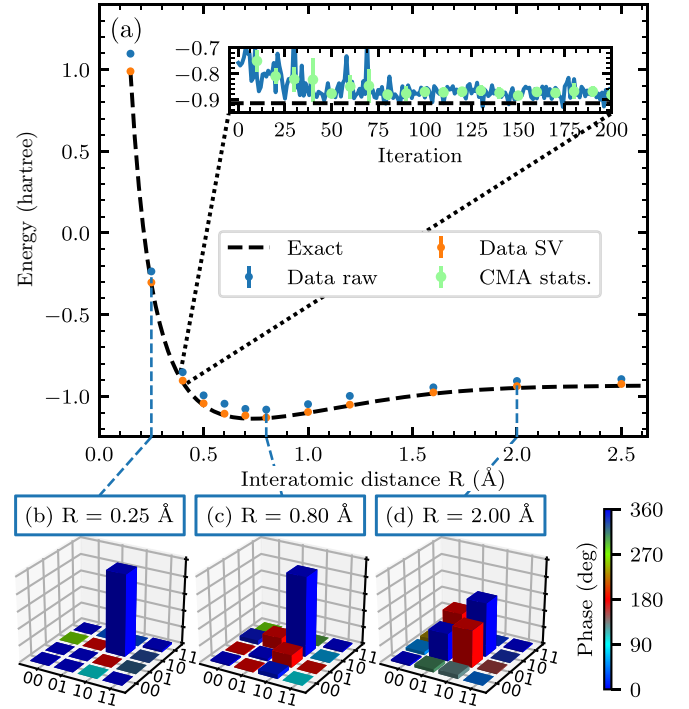 (a)
Energy (hartree)
1.0
0.5
0.0
−0.5
−1.0
−0.7
−0.8
−0.9
0 25 50 75 100 125 150 175 200
Iteration
Exact
Data raw
Data SV
CMA stats.
0.0 0.5 1.0 1.5 2.0 2.5
Interatomic distance R (Å)
(b) R = 0.25 Å
(c) R = 0.80 Å
(d) R = 2.00 Å
00 01 10 11
00 01 10 11
00 01 10 11
00 01 10 11
00 01 10 11
00 01 10 11
Phase (deg)
360
270
180
90
0